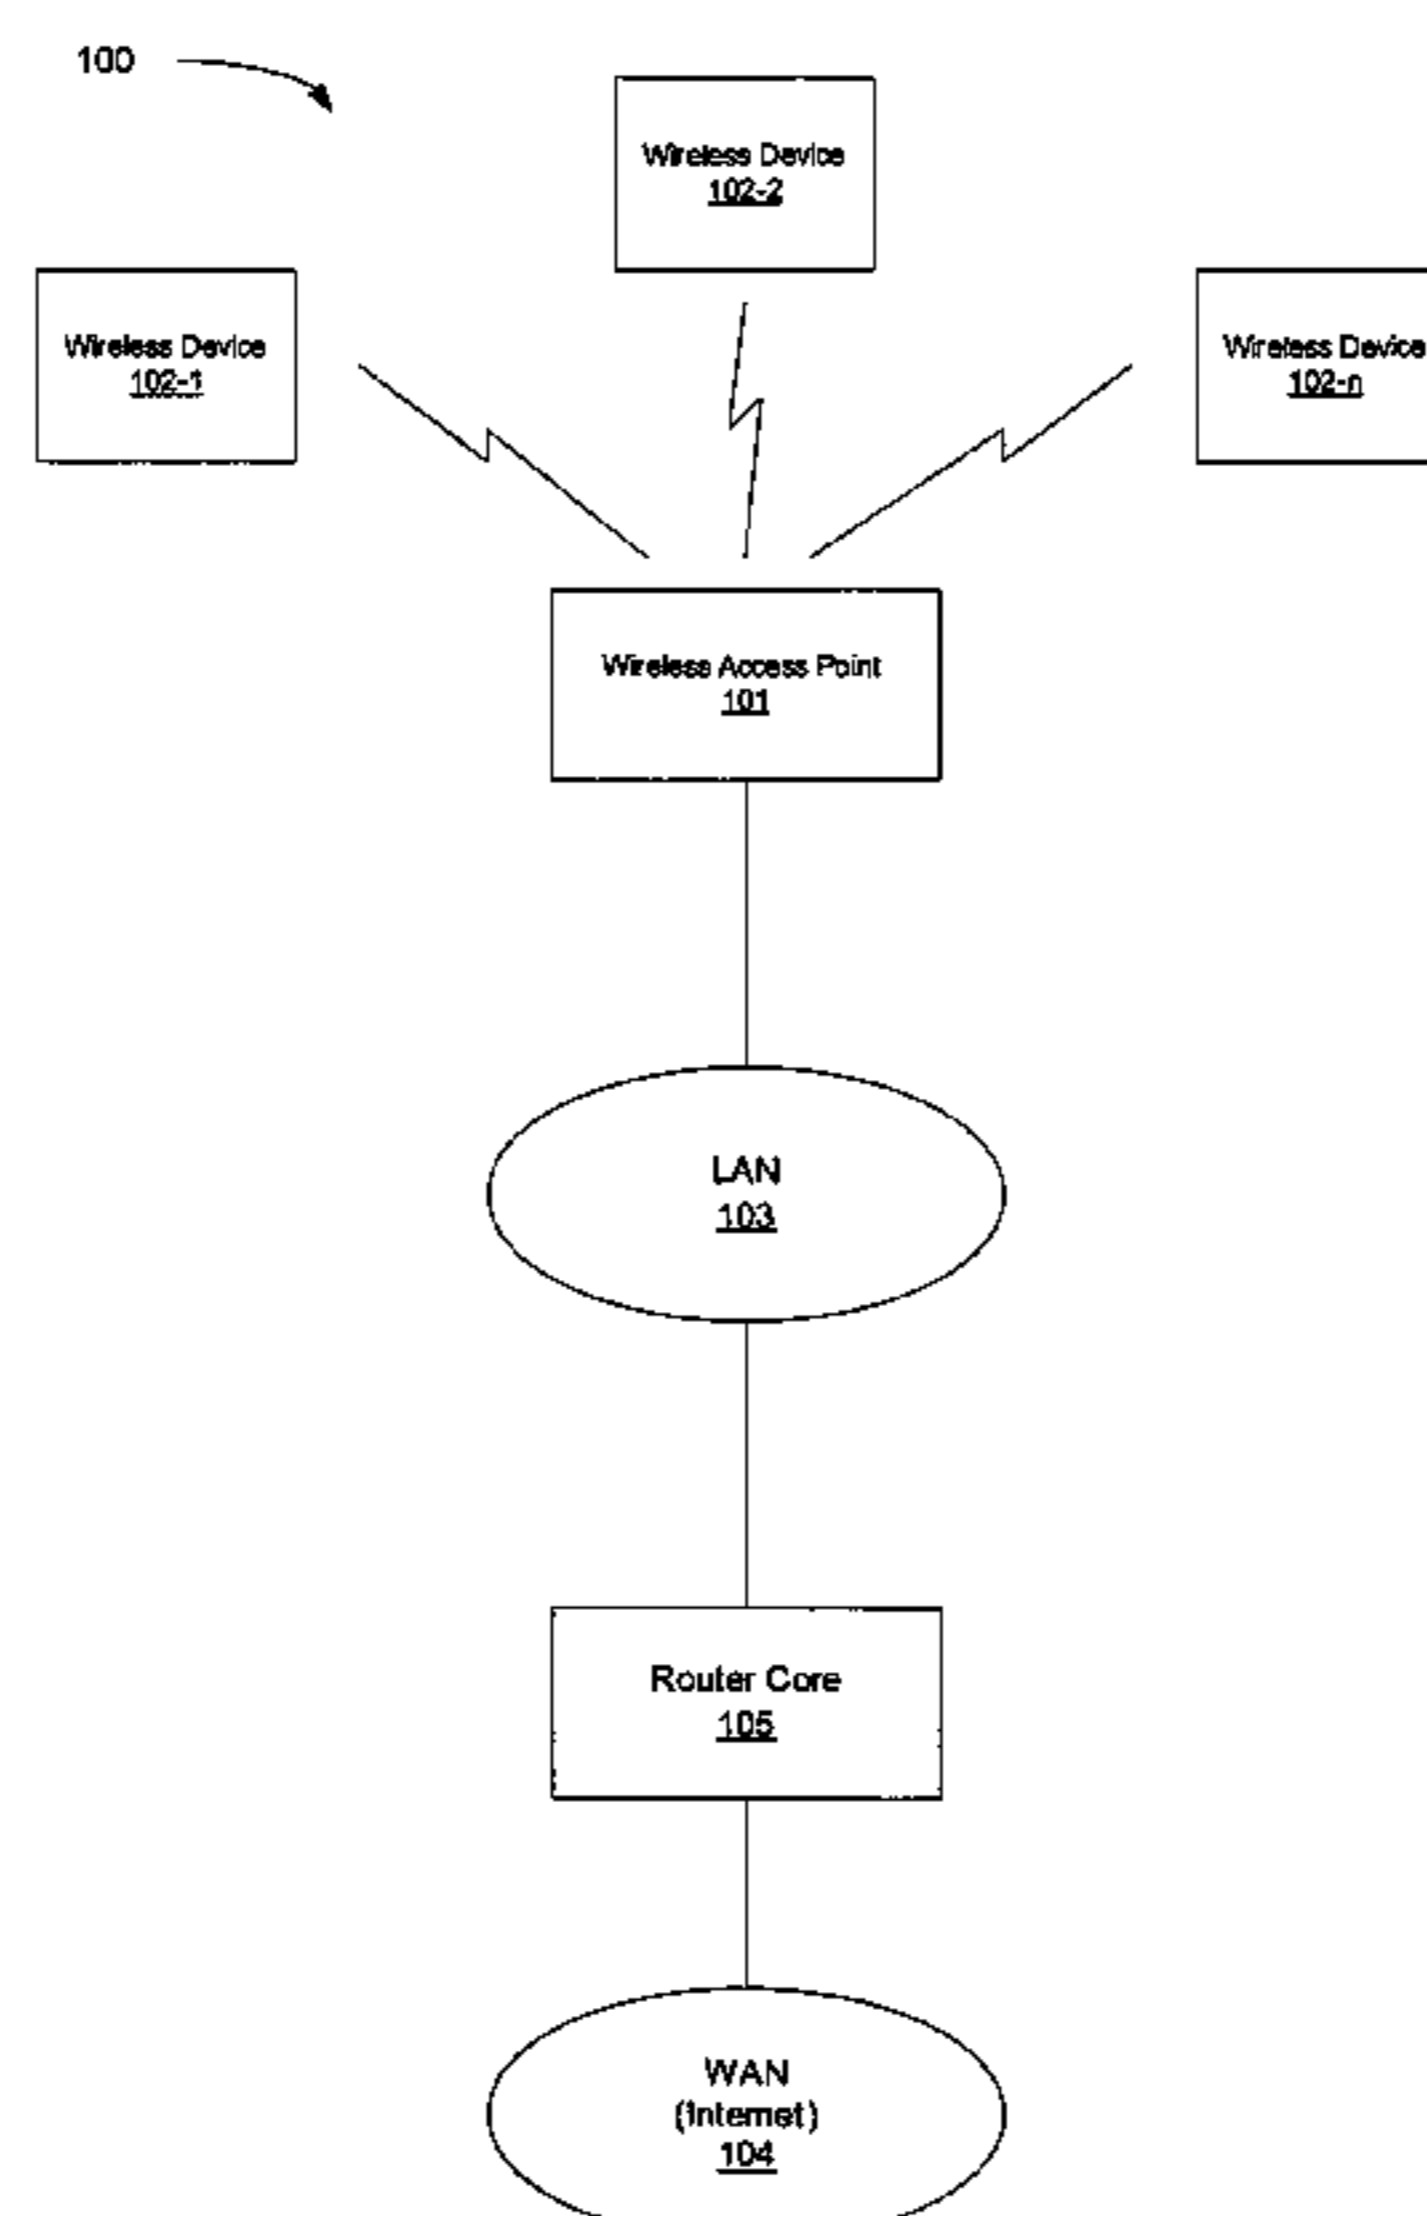 100
Wireless Device
102-2
Wireless Device
102-1
Wireless Device
102-n
Wireless Access Point
101
LAN
103
Router Core
105
WAN
(Internet)
104